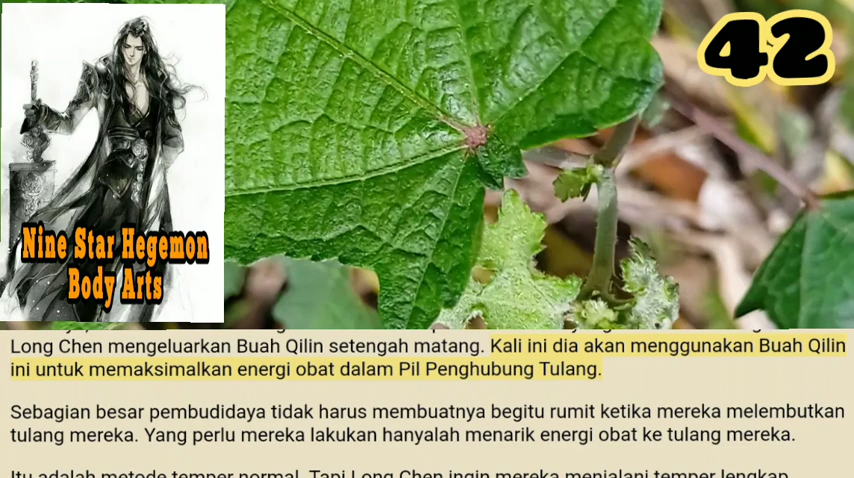 42
Nine Star Hegemon
Body Arts
Long Chen mengeluarkan Buah Qilin setengah matang. Kali ini dia akan menggunakan Buah Qilin
ini untuk memaksimalkan energi obat dalam Pil Penghubung Tulang.
Sebagian besar pembudidaya tidak harus membuatnya begitu rumit ketika mereka melembutkan
tulang mereka. Yang perlu mereka lakukan hanyalah menarik energi obat ke tulang mereka.
Itu adalah metode temper normal. Tapi Long Chen ingin mereka menjalani temper lengkap